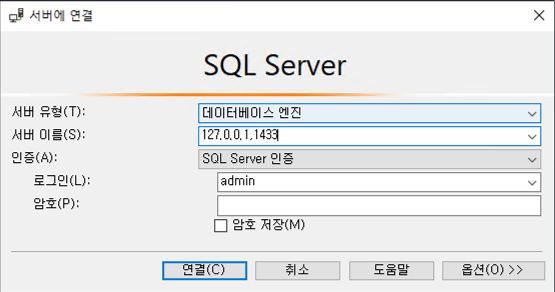 서버에 연결
SQL Server
서버 유형(T): 데이터베이스 엔진
서버 이름(S): 127.0.0.1,1433
인증(A): SQL Server 인증
로그인(L): admin
암호(P):
암호 저장(M)
연결(C) 취소 도움말 옵션(O) >>